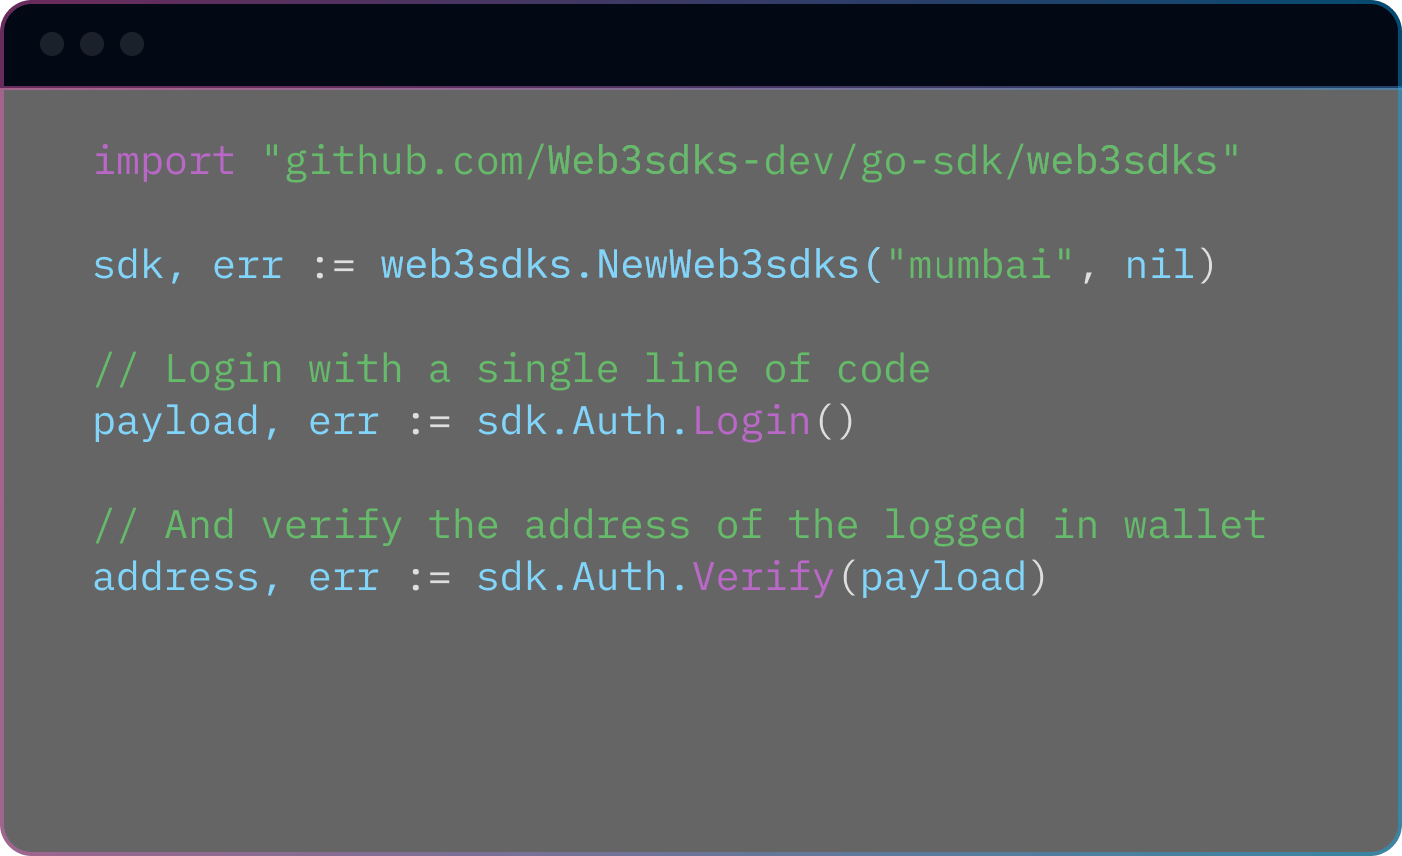 import "github.com/Web3sdks-dev/go-sdk/web3sdks"
sdk, err := web3sdks.NewWeb3sdks("mumbai", nil)
// Login with a single line of code
payload, err := sdk.Auth.Login()
// And verify the address of the logged in wallet
address, err := sdk.Auth.Verify(payload)